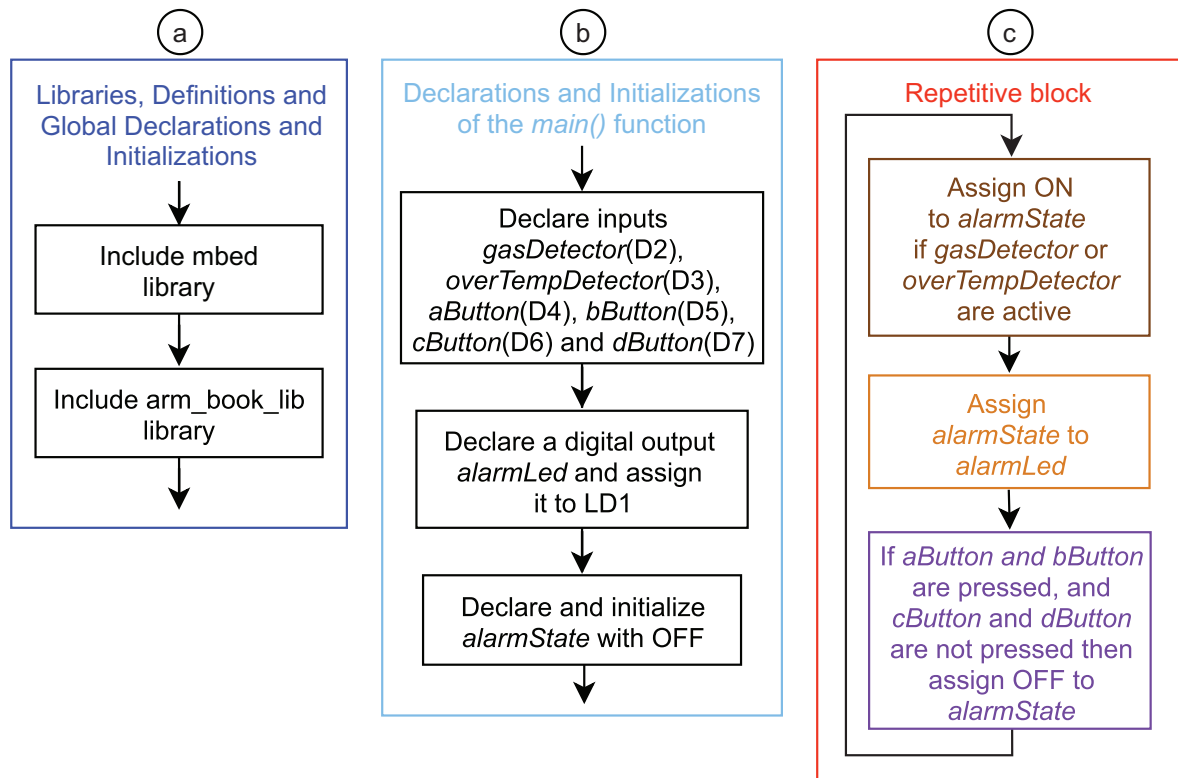 a
Libraries, Definitions and
Global Declarations and
Initializations
Include mbed
library
Include arm_book_lib
library
b
Declarations and Initializations
of the main() function
Declare inputs
gasDetector(D2),
overTempDetector(D3),
aButton(D4), bButton(D5),
cButton(D6) and dButton(D7)
Declare a digital output
alarmLed and assign
it to LD1
Declare and initialize
alarmState with OFF
c
Repetitive block
Assign ON
to alarmState
if gasDetector or
overTempDetector
are active
Assign
alarmState to
alarmLed
If aButton and bButton
are pressed, and
cButton and dButton
are not pressed then
assign OFF to
alarmState